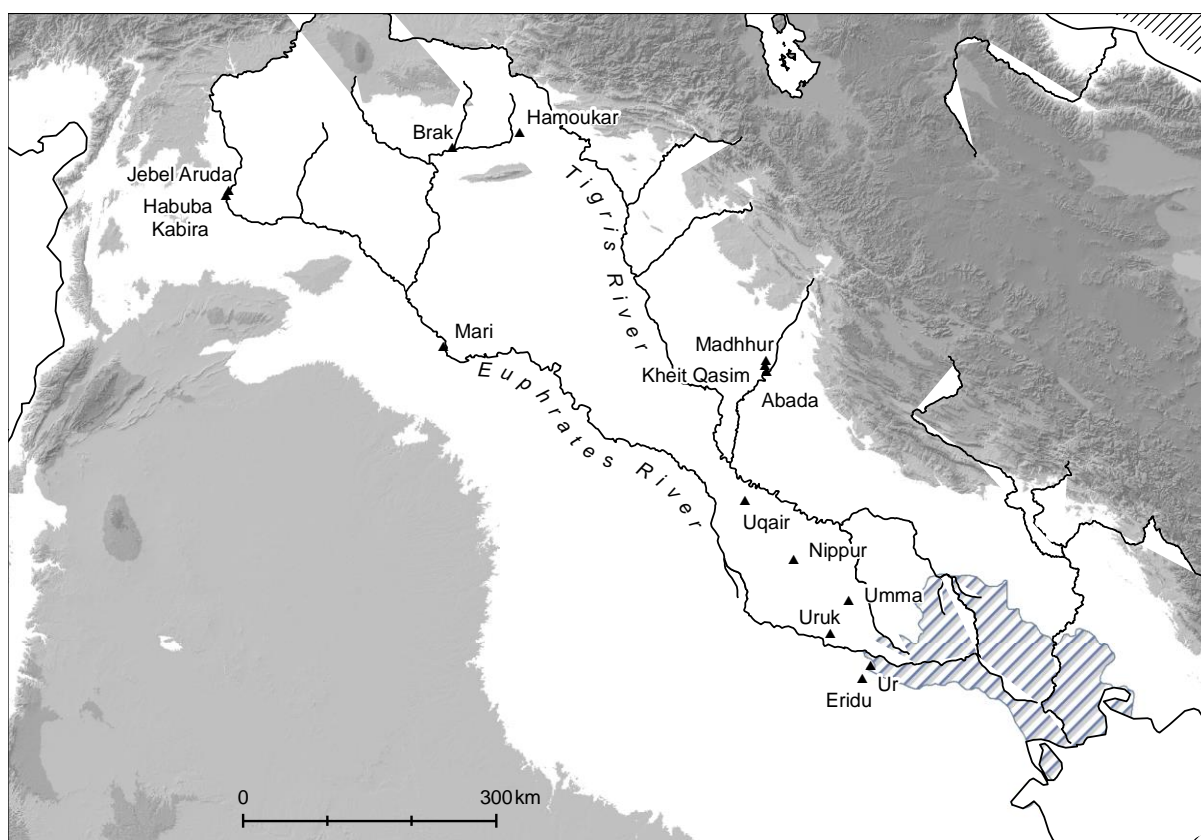 Hamoukar
Brak
Jebel Aruda
Habuba
Kabira
Tigris River
Mari
Euphrates River
Madhhur
Kheit Qasim
Abada
Uqair
Nippur
Umma
Uruk
Ur
Eridu
0 300 km